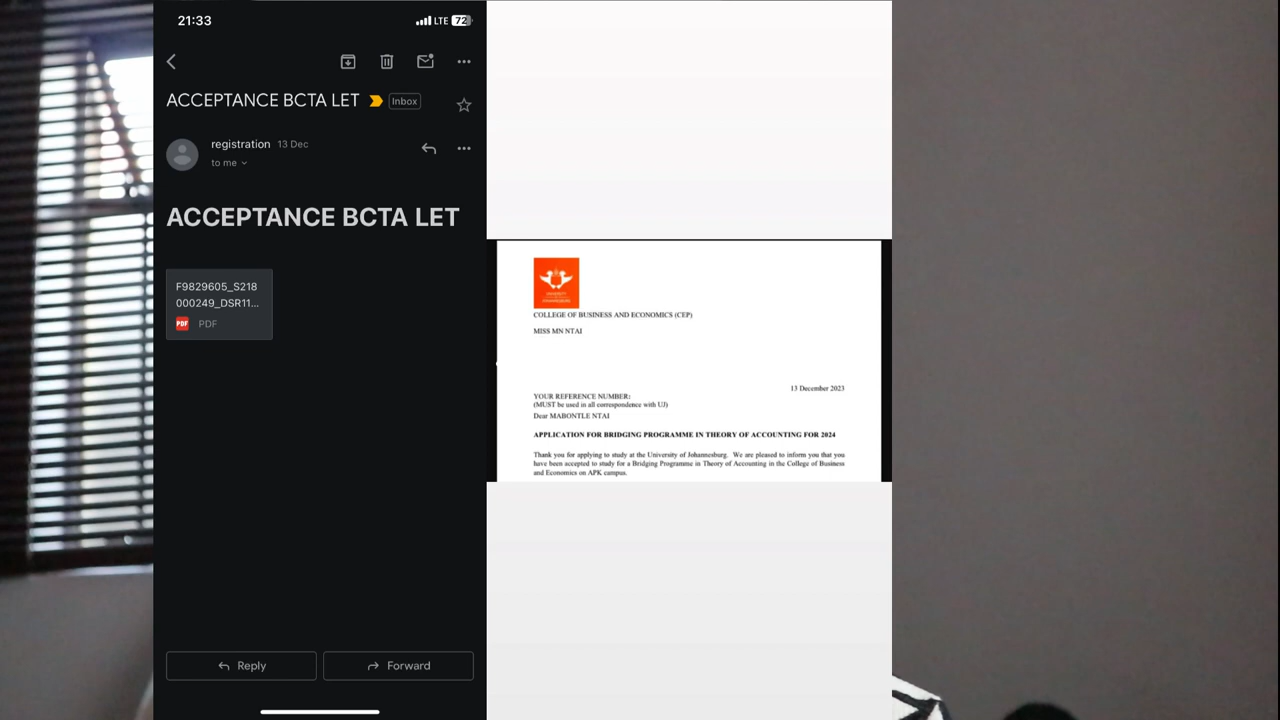 21:33
LTE 72
ACCEPTANCE BCTA LET
Inbox
registration 13 Dec
to me
ACCEPTANCE BCTA LET
F9829605_S218
000249_DSR11...
PDF PDF
Reply
Forward
UNIVERSITY
JOHANNESBURG
COLLEGE OF BUSINESS AND ECONOMICS (CEP)
MISS MN NTAI
13 December 2023
YOUR REFERENCE NUMBER:
(MUST be used in all correspondence with UJ)
Dear MABONTLE NTAI
APPLICATION FOR BRIDGING PROGRAMME IN THEORY OF ACCOUNTING FOR 2024
Thank you for applying to study at the University of Johannesburg. We are pleased to inform you that you
have been accepted to study for a Bridging Programme in Theory of Accounting in the College of Business
and Economics on APK campus.